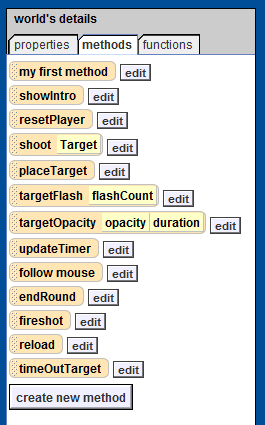 world's details
properties methods functions
my first method edit
showIntro edit
resetPlayer edit
shoot Target edit
placeTarget edit
targetFlash flashCount edit
targetOpacity opacity duration edit
updateTimer edit
follow mouse edit
endRound edit
fireshot edit
reload edit
timeOutTarget edit
create new method